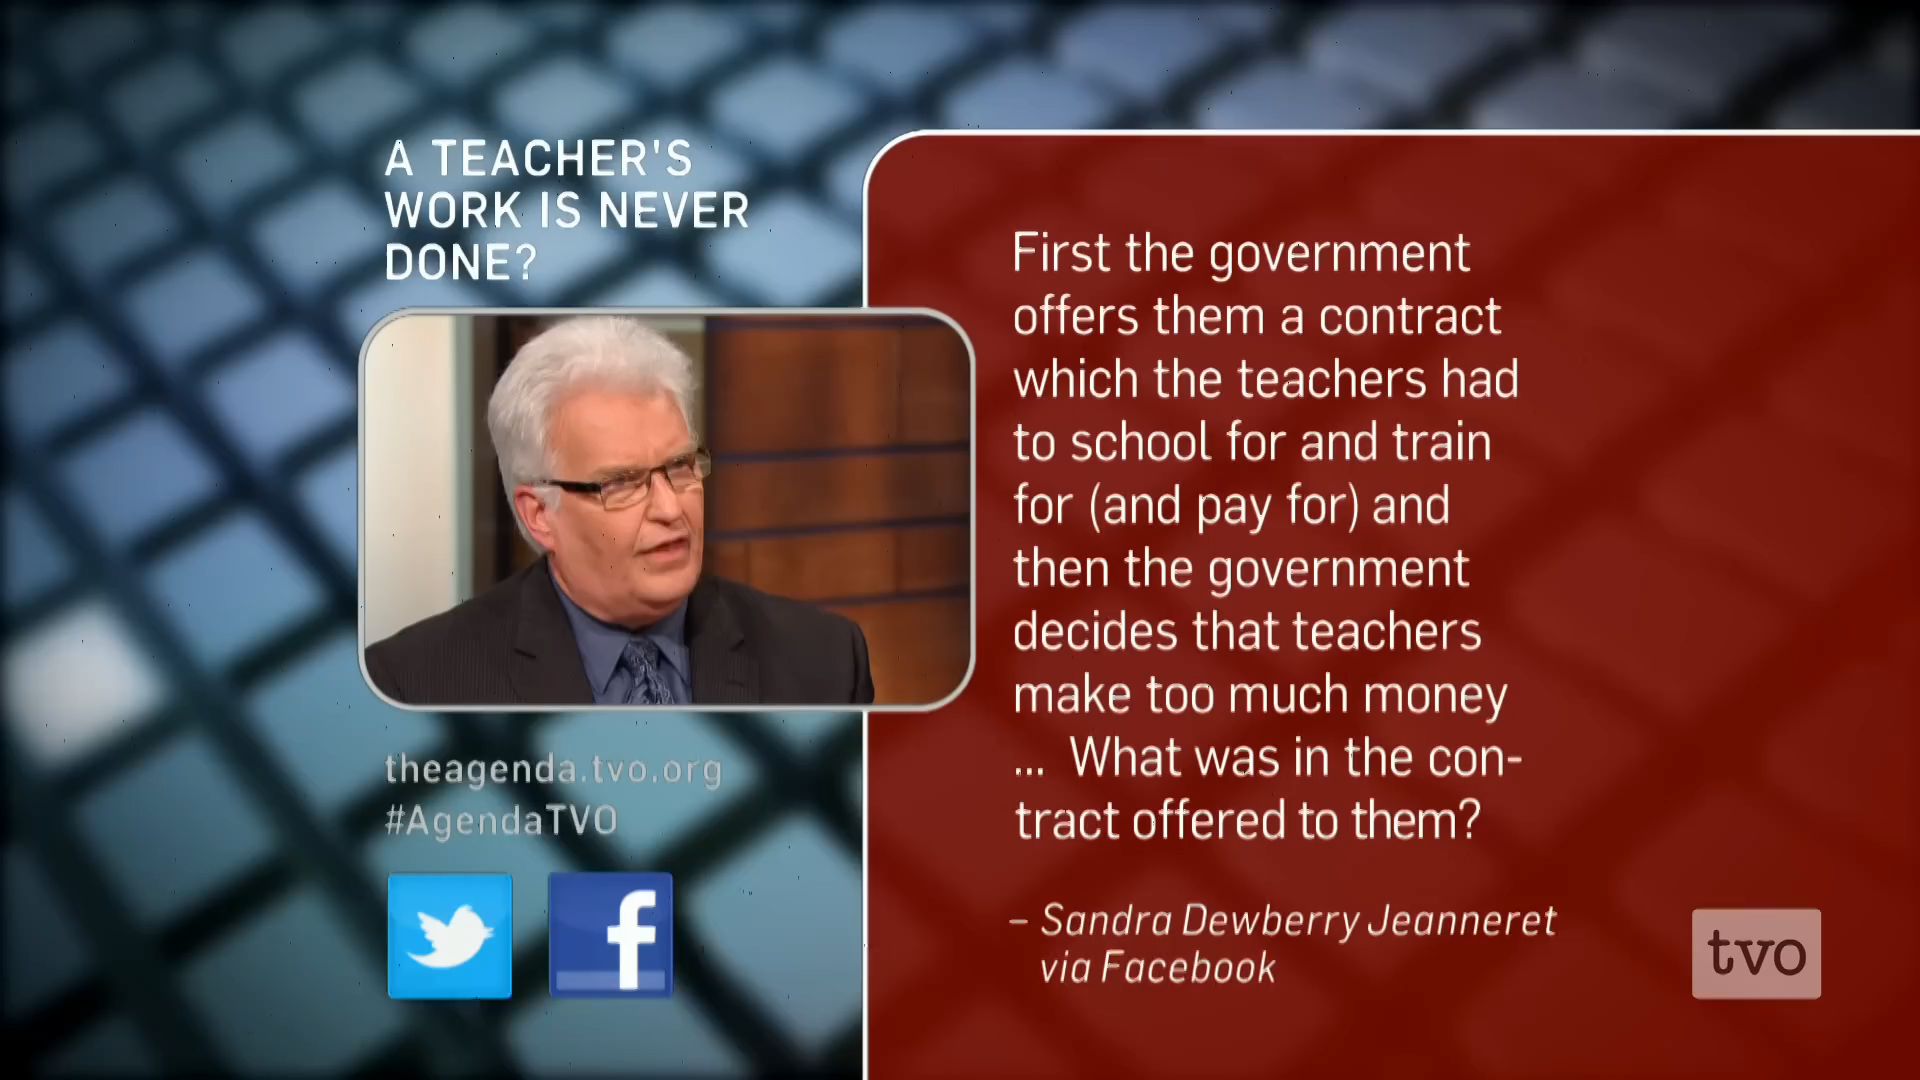 A TEACHER'S
WORK IS NEVER
DONE?
theagenda.tvo.org
#AgendaTVO
First the government
offers them a contract
which the teachers had
to school for and train
for (and pay for) and
then the government
decides that teachers
make too much money
... What was in the con-
tract offered to them?
– Sandra Dewberry Jeanneret
via Facebook
tvo